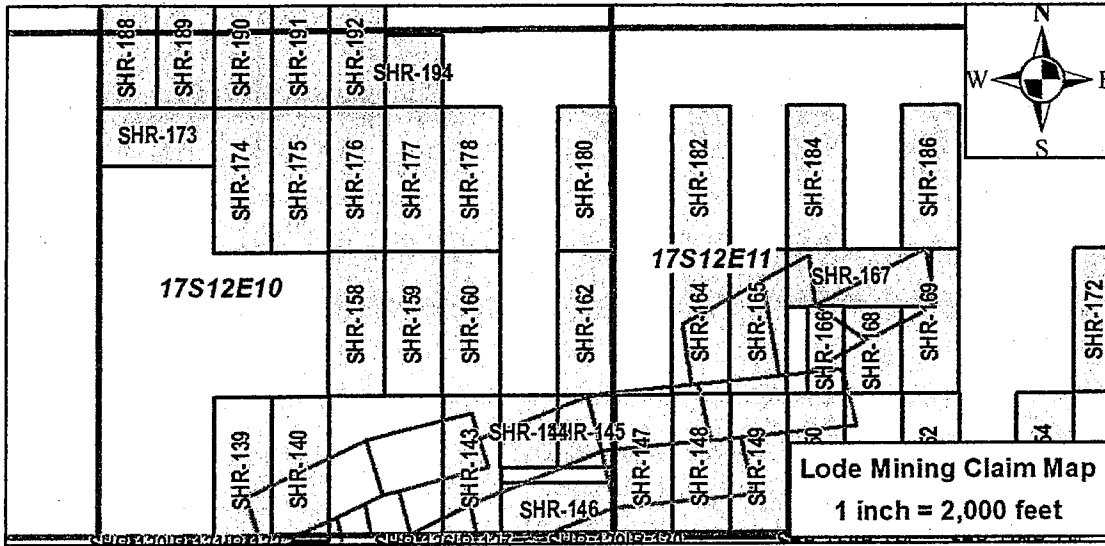 N
W
E
S
SHR-188
SHR-189
SHR-190
SHR-191
SHR-192
SHR-194
SHR-173
SHR-174
SHR-175
SHR-176
SHR-177
SHR-178
SHR-180
SHR-182
SHR-184
SHR-186
17S12E10
17S12E11
SHR-158
SHR-159
SHR-160
SHR-162
SHR-164
SHR-165
SHR-167
SHR-166
SHR-168
SHR-169
SHR-172
SHR-139
SHR-140
SHR-143
SHR-144
SHR-146
SHR-147
SHR-148
SHR-149
Lode Mining Claim Map
1 inch = 2,000 feet